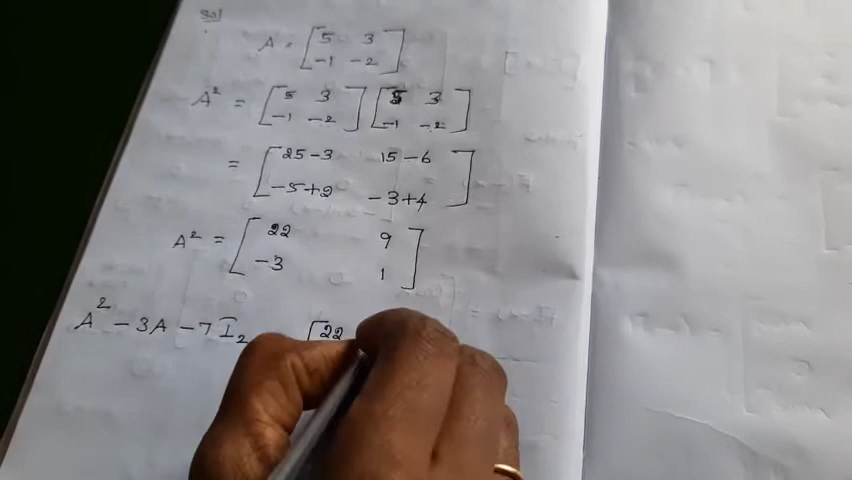 Sol
A = [5 3
-1 -2]
A² = [5 3 [5 3
-1 -2] -1 -2]
= [25-3 15-6
-5+2 -3+4]
A² = [22 9
-3 1]
A² - 3A - 7I₂ [22